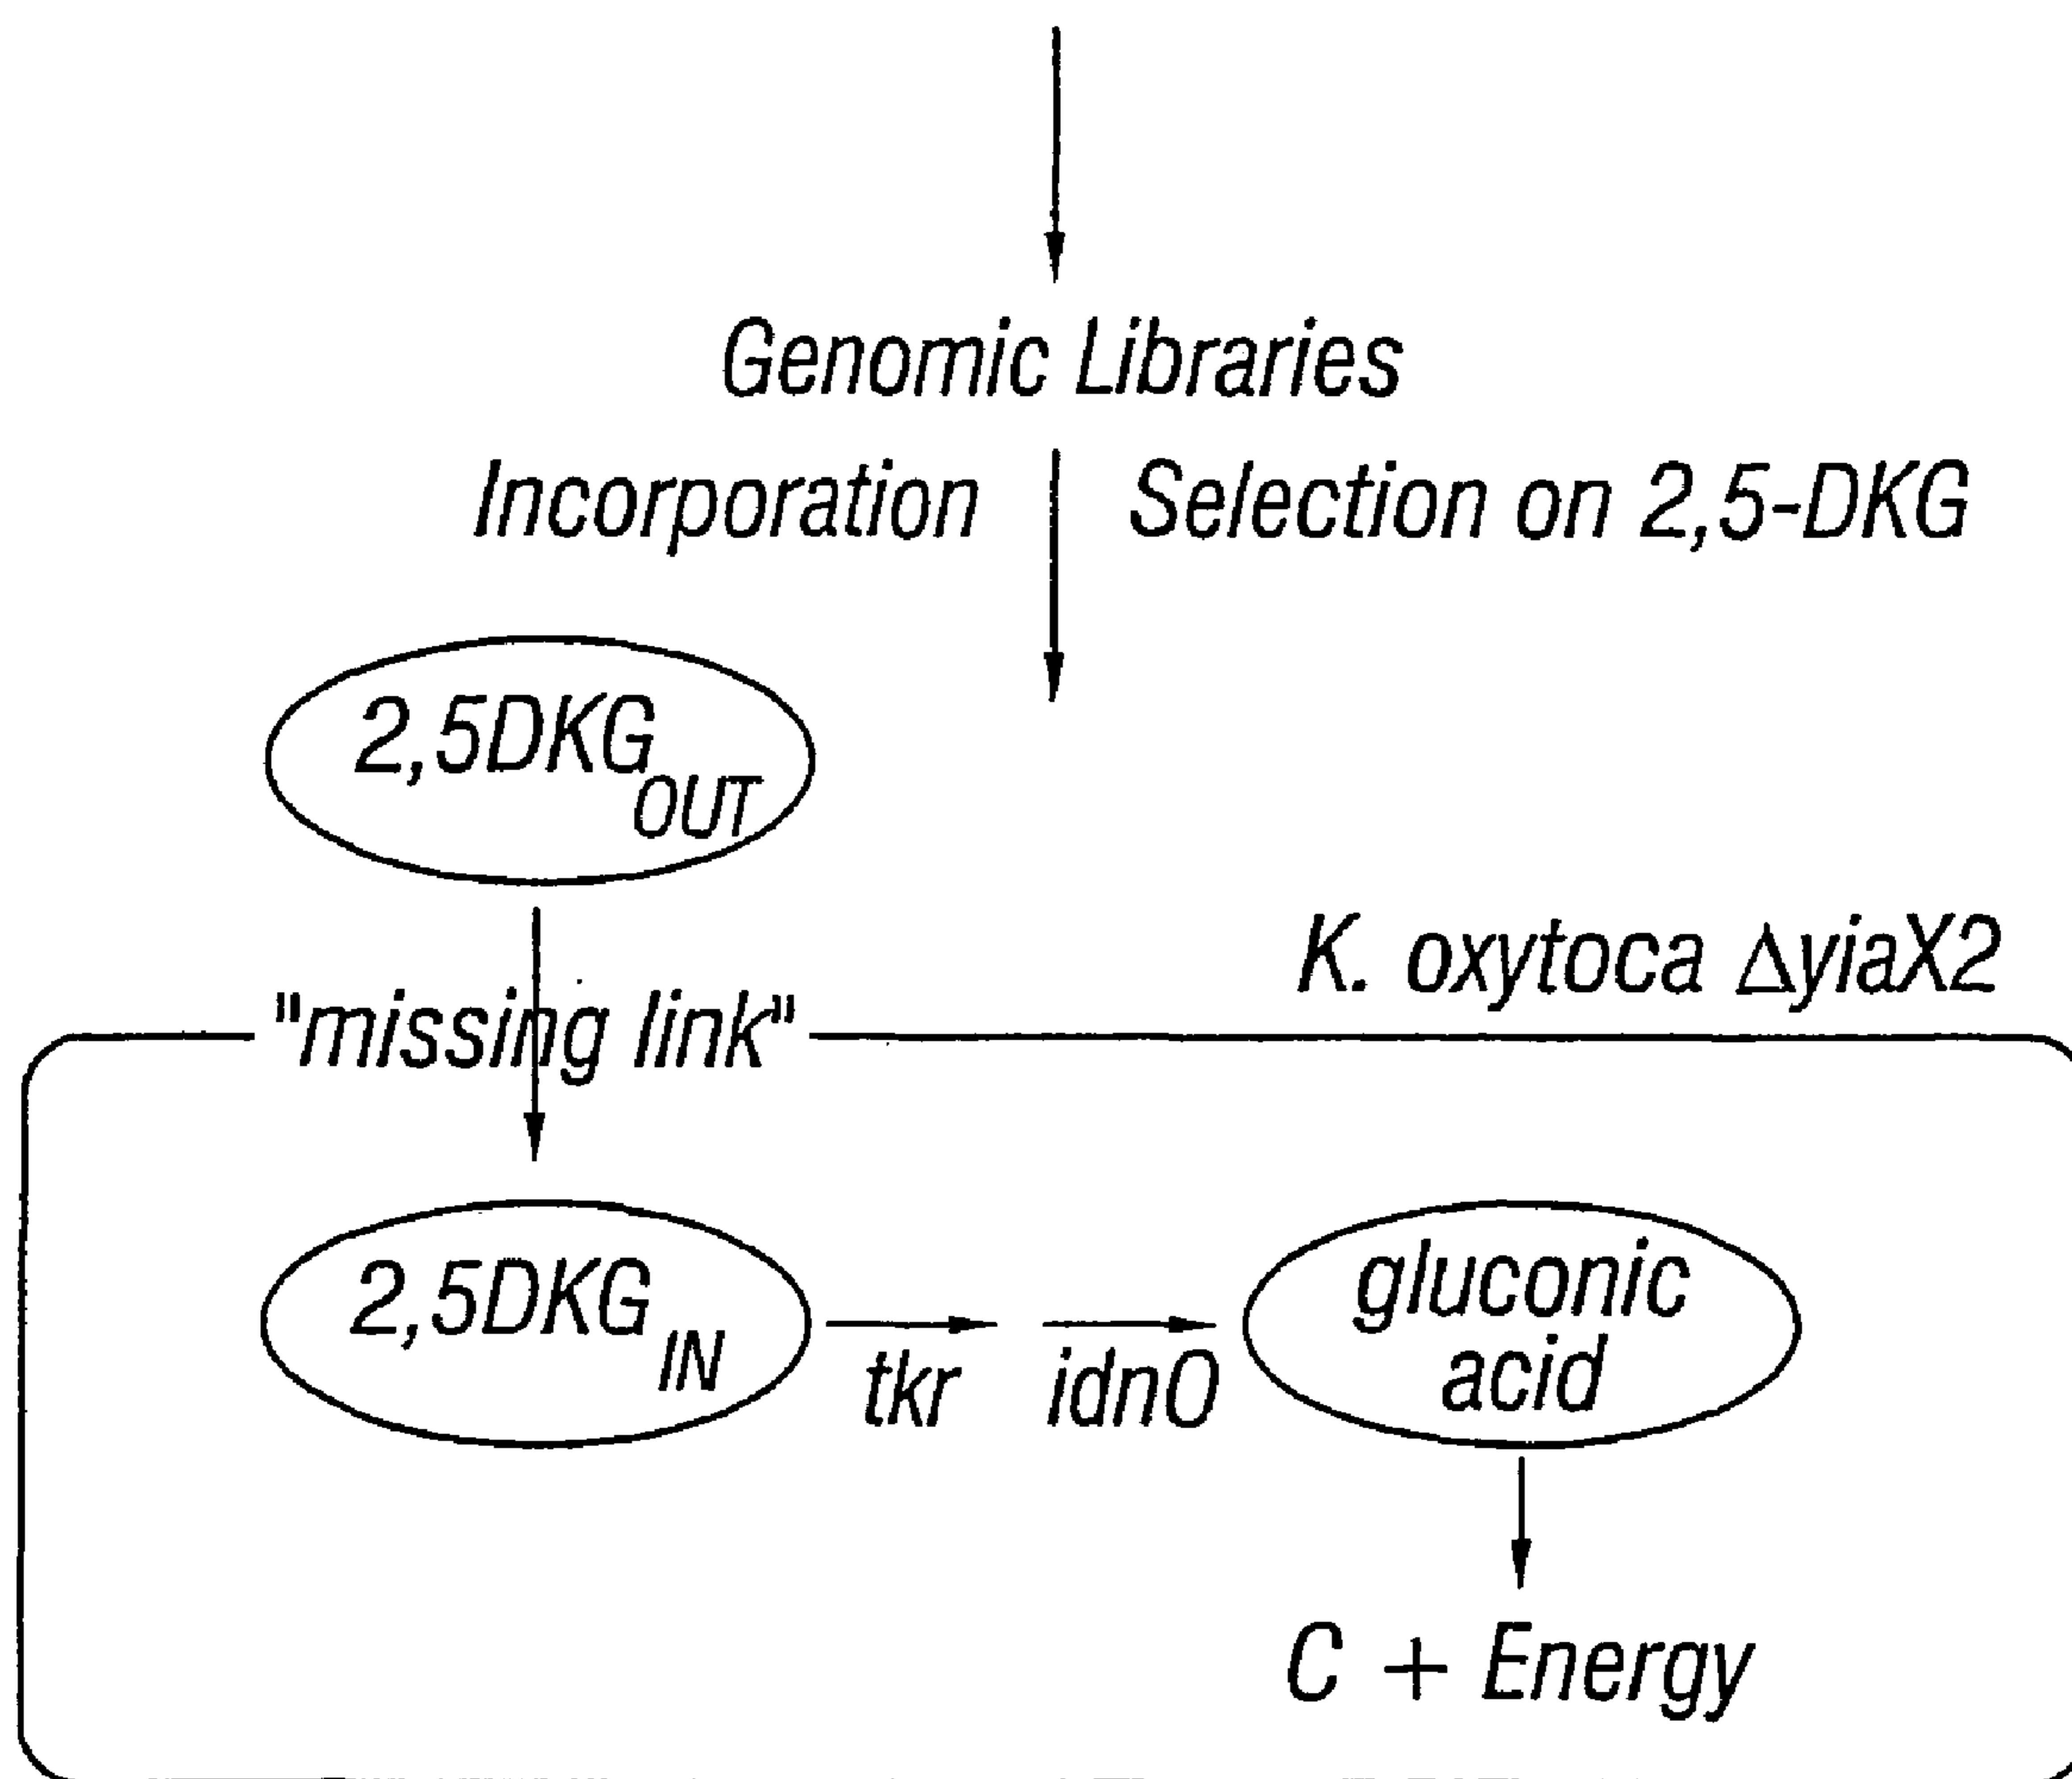 Genomic Libraries
Incorporation Selection on 2,5-DKG
2,5DKG OUT
K. oxytoca ΔyiaX2
"missing link"
2,5DKG IN
tkr idnO
gluconic
acid
C + Energy